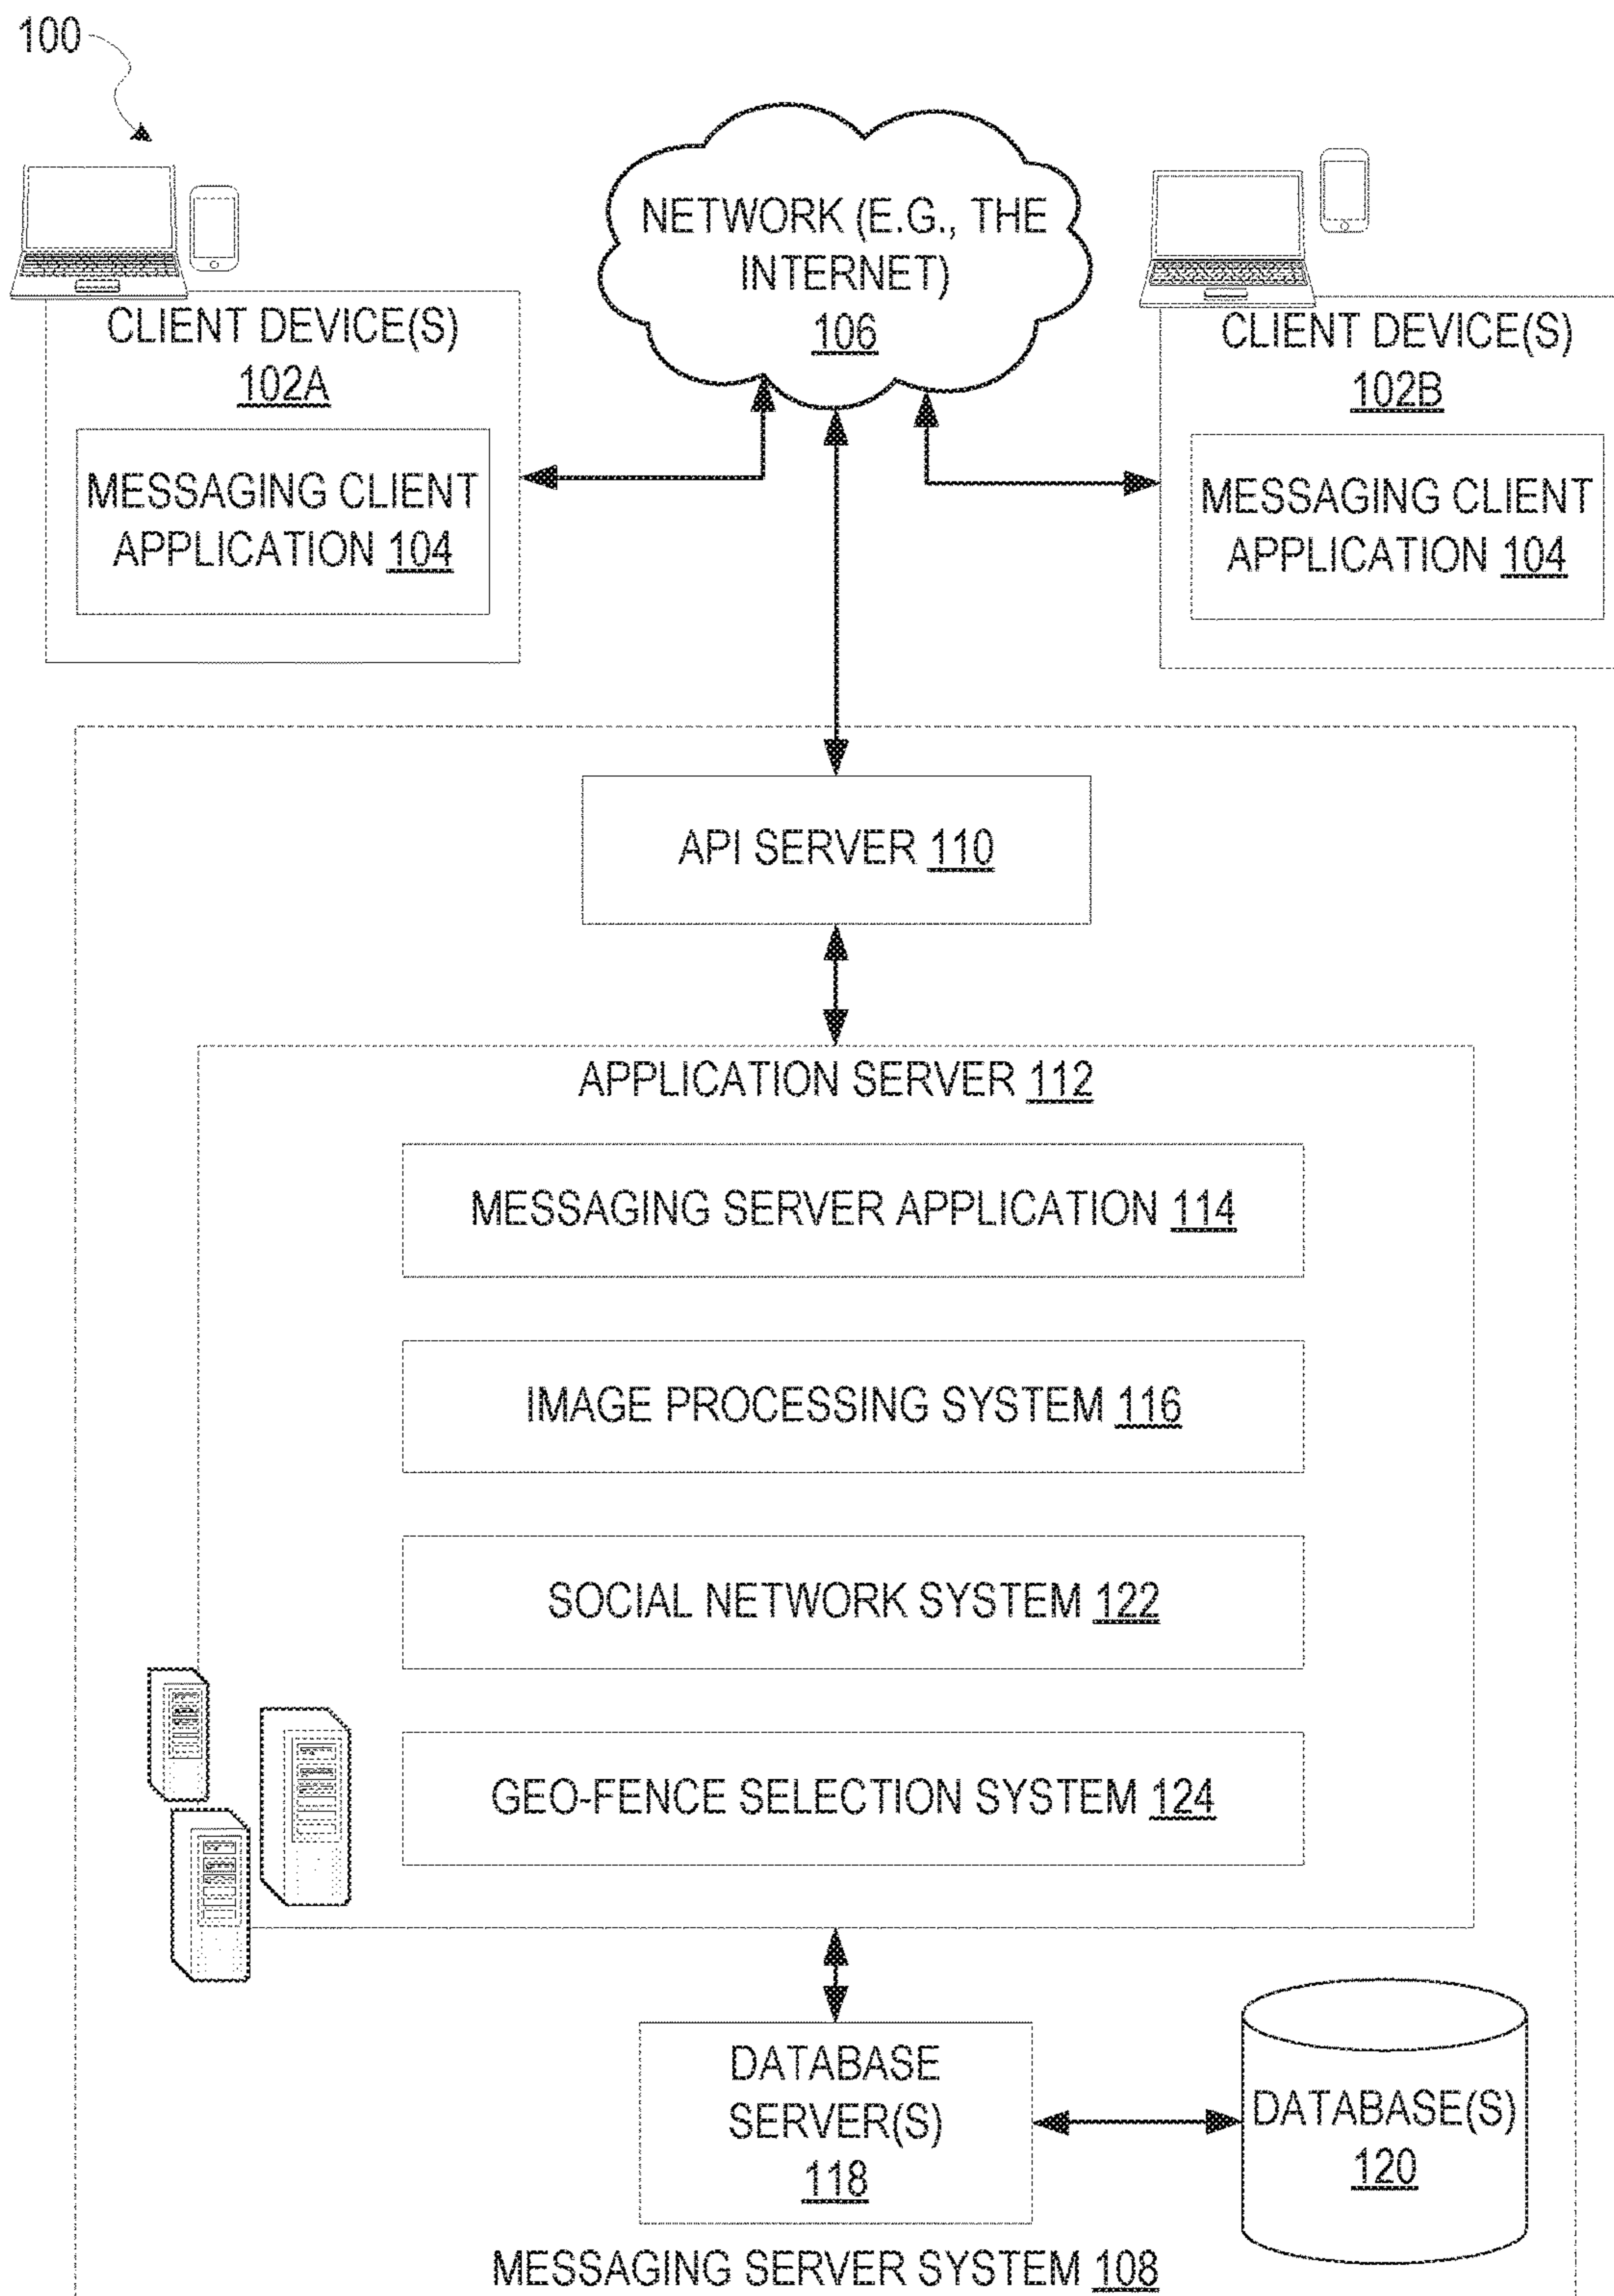 100
NETWORK (E.G., THE
INTERNET)
106
CLIENT DEVICE(S)
102A
MESSAGING CLIENT
APPLICATION 104
CLIENT DEVICE(S)
102B
MESSAGING CLIENT
APPLICATION 104
API SERVER 110
APPLICATION SERVER 112
MESSAGING SERVER APPLICATION 114
IMAGE PROCESSING SYSTEM 116
SOCIAL NETWORK SYSTEM 122
GEO-FENCE SELECTION SYSTEM 124
DATABASE
SERVER(S)
118
DATABASE(S)
120
MESSAGING SERVER SYSTEM 108